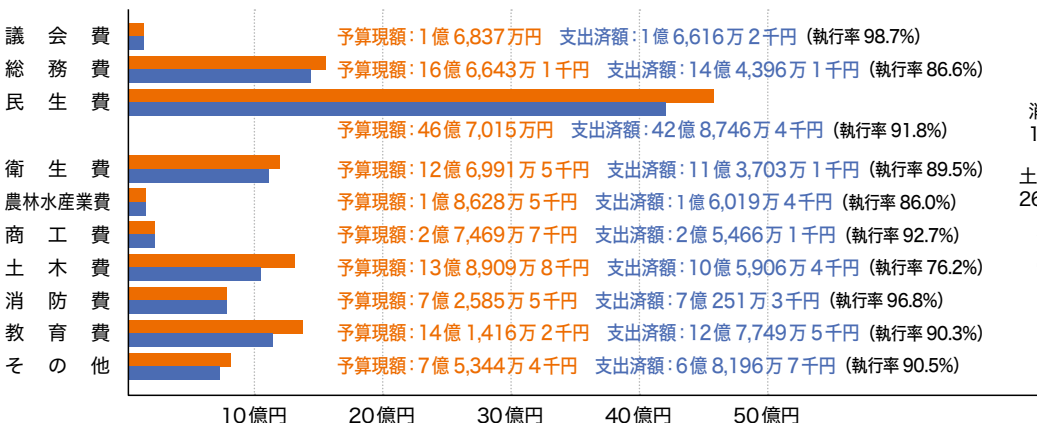 議会費 予算現額：1億6,837万円 支出済額：1億6,616万2千円（執行率98.7%）
総務費 予算現額：16億6,643万1千円 支出済額：14億4,396万1千円（執行率86.6%）
民生費
予算現額：46億7,015万円 支出済額：42億8,746万4千円（執行率91.8%）
衛生費 予算現額：12億6,991万5千円 支出済額：11億3,703万1千円（執行率89.5%）
農林水産業費 予算現額：1億8,628万5千円 支出済額：1億6,019万4千円（執行率86.0%）
商工費 予算現額：2億7,469万7千円 支出済額：2億5,466万1千円（執行率92.7%）
土木費 予算現額：13億8,909万8千円 支出済額：10億5,906万4千円（執行率76.2%）
消防費 予算現額：7億2,585万5千円 支出済額：7億251万3千円（執行率96.8%）
教育費 予算現額：14億1,416万2千円 支出済額：12億7,749万5千円（執行率90.3%）
その他 予算現額：7億5,344万4千円 支出済額：6億8,196万7千円（執行率90.5%）
10億円 20億円 30億円 40億円 50億円
土